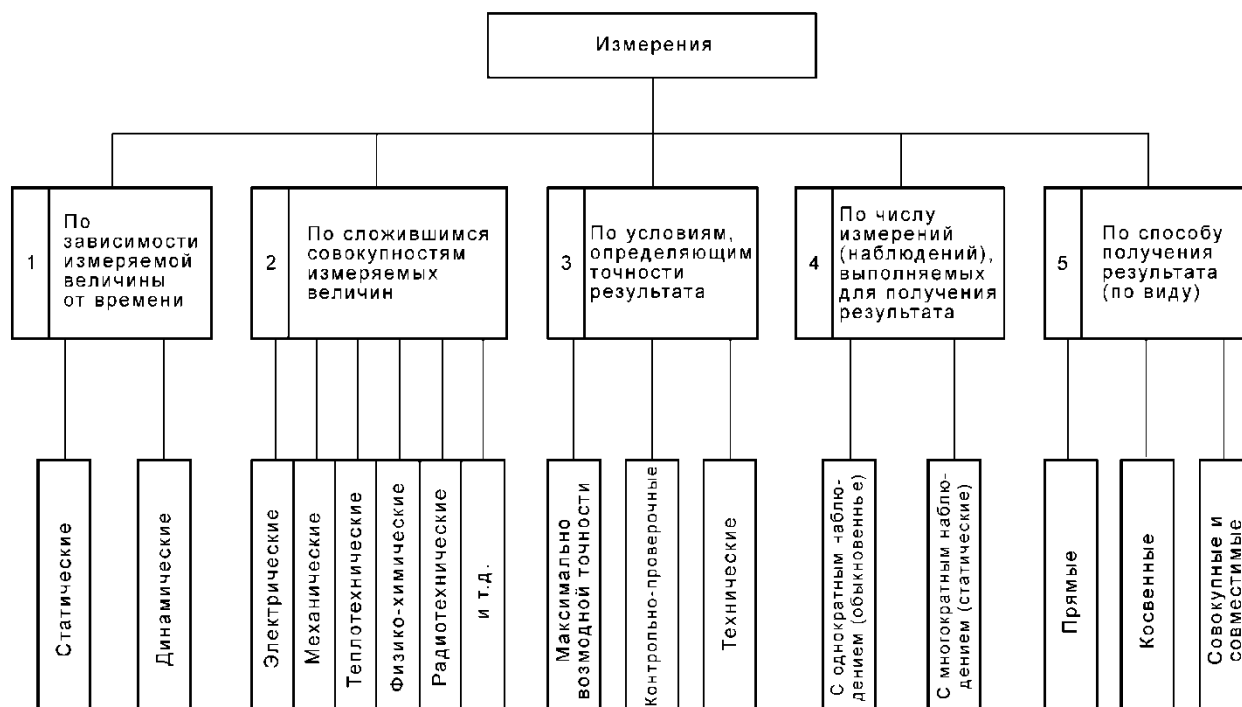 Измерения
1
По
зависимости
измеряемой
величины
от времени
2
По сложившимся
совокупностям
измеряемых
величин
3
По условиям,
определяющим
точности
результата
4
По числу
измерений
(наблюдений),
выполняемых
для получения
результата
5
По способу
получения
результата
(по виду)
Статические
Динамические
Электрические
Механические
Теплотехнические
Физико-химические
Радиотехнические
и т.д.
Максимально
возмодной точности
Контрольно-проверочные
Технические
С однократным наблю-
дением (обыкновенные)
С многократным наблю-
дением (статические)
Прямые
Косвенные
Совокупные и
совместимые